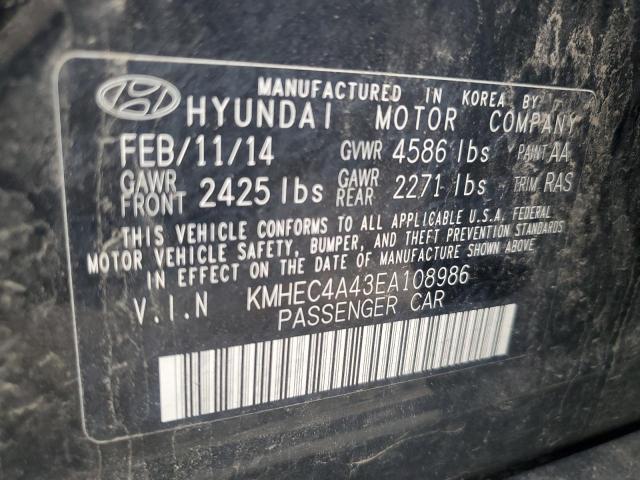 MANUFACTURED IN KOREA BY
HYUNDAI MOTOR COMPANY
FEB/11/14 GVWR 4586 lbs PAINT AA
GAWR FRONT 2425 lbs GAWR REAR 2271 lbs TRIM RAS
THIS VEHICLE CONFORMS TO ALL APPLICABLE U.S.A. FEDERAL
MOTOR VEHICLE SAFETY, BUMPER, AND THEFT PREVENTION STANDARDS
IN EFFECT ON THE DATE OF MANUFACTURE SHOWN ABOVE
V.I.N KMHEC4A43EA108986
PASSENGER CAR